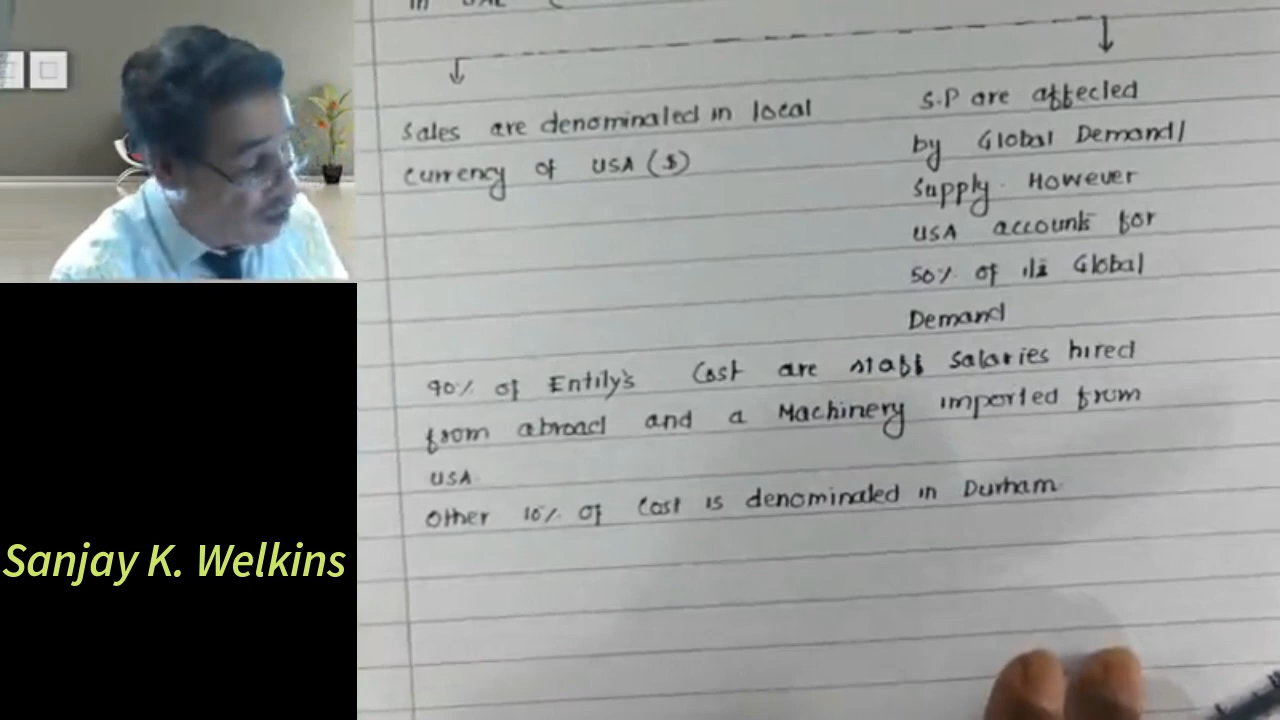 in UAE (
Sales are denominated in local
currency of USA ($)
S.P are affected
by Global Demand/
Supply. However
USA accounts for
50% of its Global
Demand
90% of Entity's Cost are staff salaries hired
from abroad and a Machinery imported from
USA
Other 10% of Cost is denominated in Durham
Sanjay K. Welkins